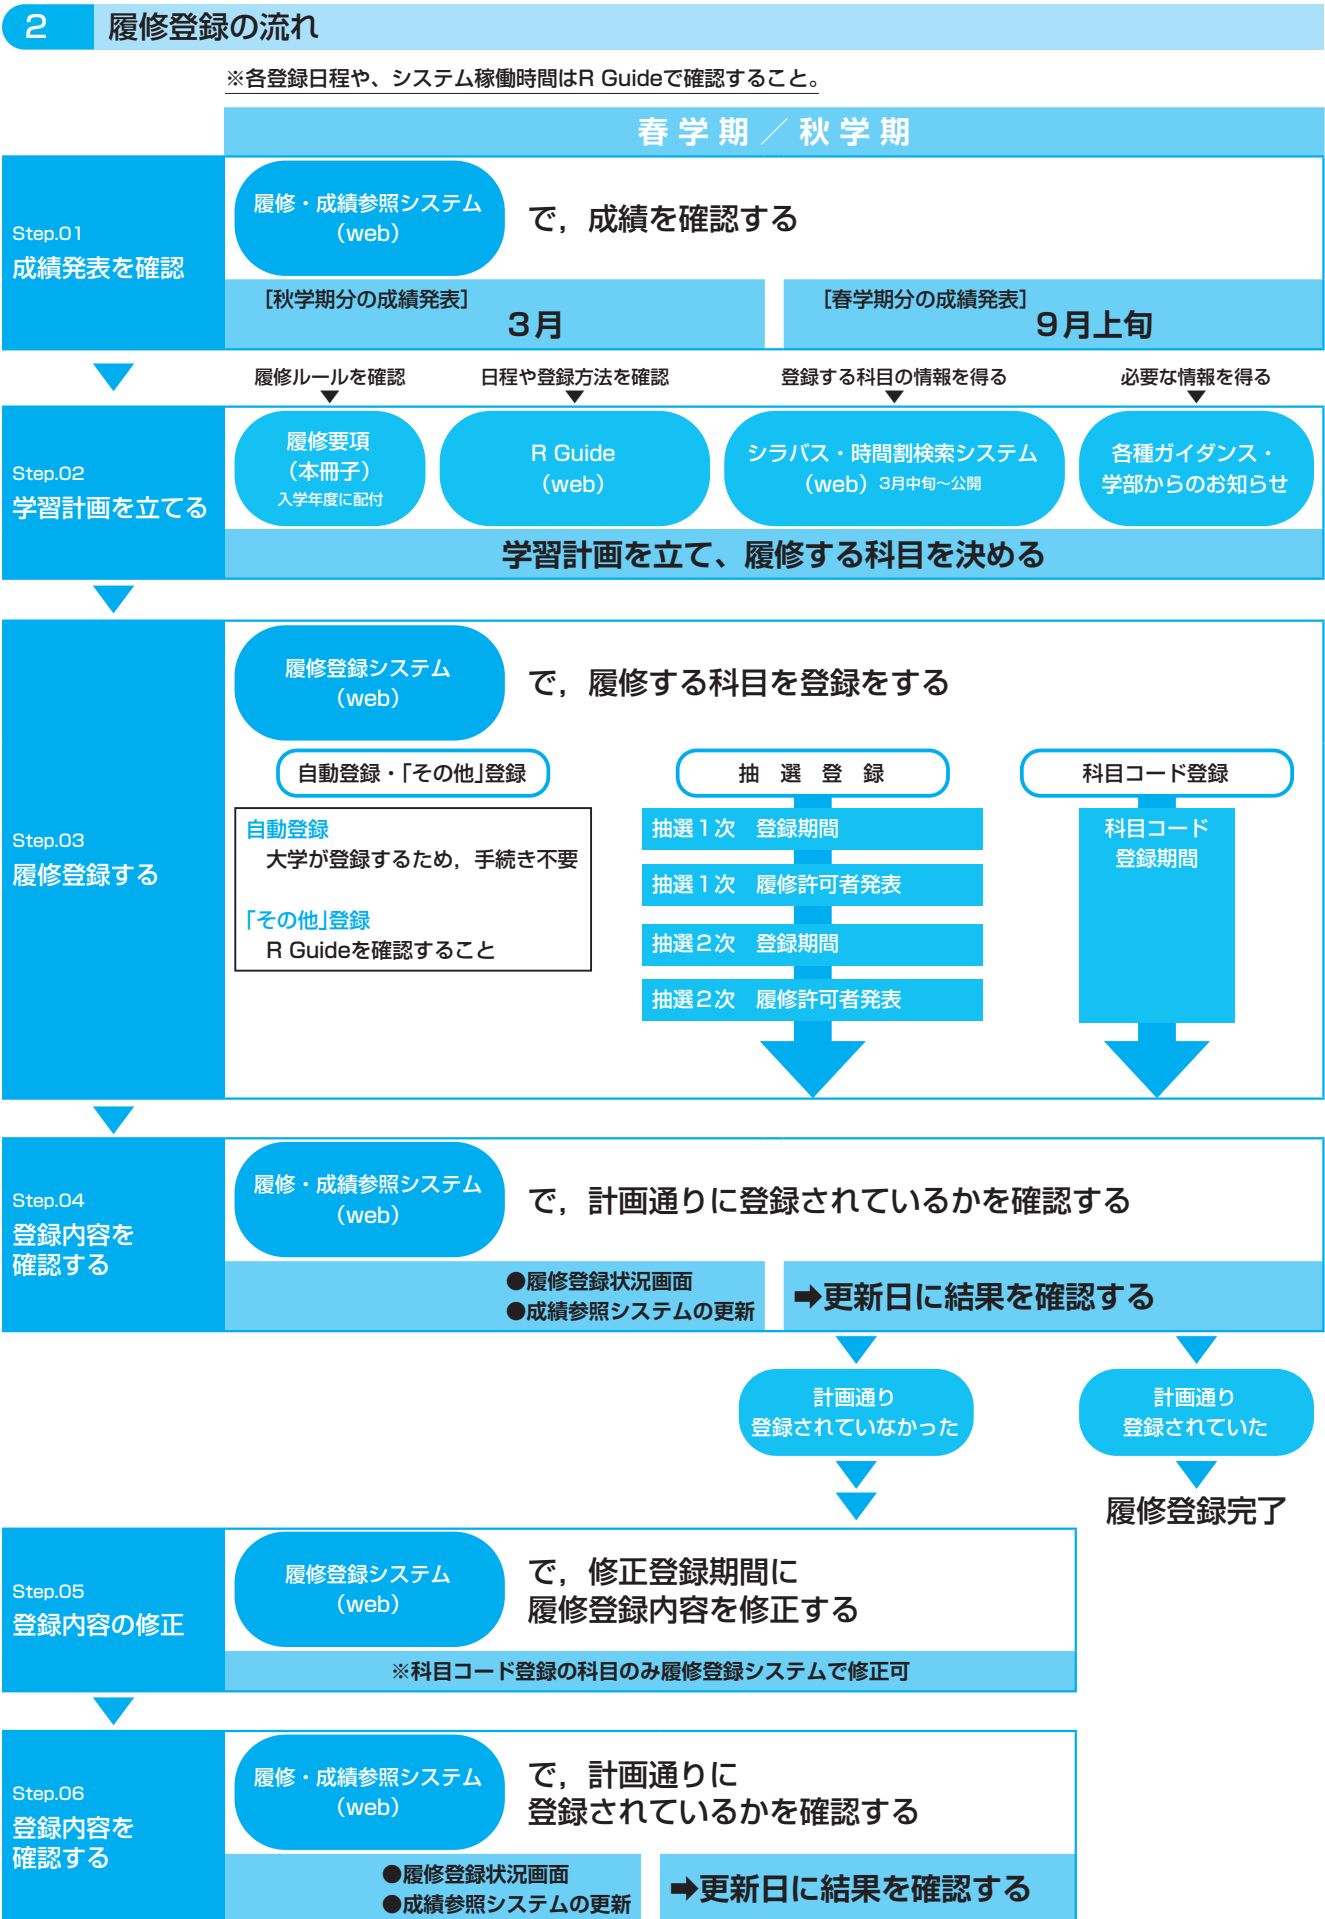 2 履修登録の流れ
※各登録日程や、システム稼働時間はR Guideで確認すること。
春学期／秋学期
Step.01
成績発表を確認
履修・成績参照システム
（web）
で，成績を確認する
［秋学期分の成績発表］
3月
［春学期分の成績発表］
9月上旬
履修ルールを確認
日程や登録方法を確認
登録する科目の情報を得る
必要な情報を得る
Step.02
学習計画を立てる
履修要項
（本冊子）
入学年度に配付
R Guide
（web）
シラバス・時間割検索システム
（web）3月中旬～公開
各種ガイダンス・
学部からのお知らせ
学習計画を立て、履修する科目を決める
Step.03
履修登録する
履修登録システム
（web）
で，履修する科目を登録をする
自動登録・「その他」登録
自動登録
大学が登録するため，手続き不要
「その他」登録
R Guideを確認すること
抽選登録
抽選1次 登録期間
抽選1次 履修許可者発表
抽選2次 登録期間
抽選2次 履修許可者発表
科目コード登録
科目コード
登録期間
Step.04
登録内容を
確認する
履修・成績参照システム
（web）
で，計画通りに登録されているかを確認する
●履修登録状況画面
●成績参照システムの更新
➡更新日に結果を確認する
計画通り
登録されていなかった
計画通り
登録されていた
履修登録完了
Step.05
登録内容の修正
履修登録システム
（web）
で，修正登録期間に
履修登録内容を修正する
※科目コード登録の科目のみ履修登録システムで修正可
Step.06
登録内容を
確認する
履修・成績参照システム
（web）
で，計画通りに
登録されているかを確認する
●履修登録状況画面
●成績参照システムの更新
➡更新日に結果を確認する